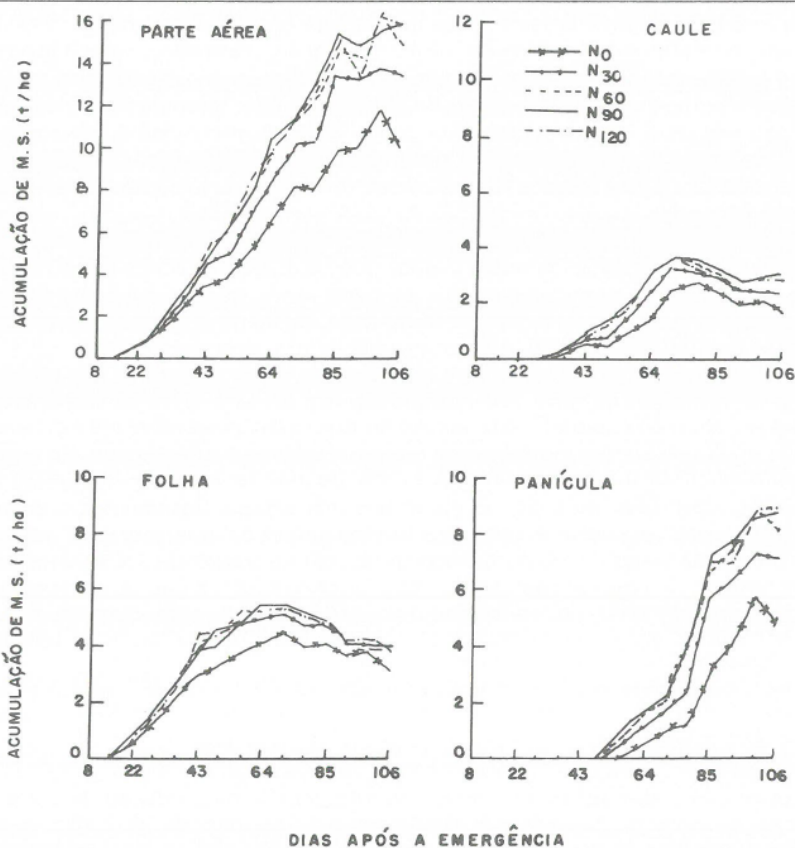 PARTE AÉREA
16
14
12
10
8
6
4
2
0
8 22 43 64 85 106
ACUMULAÇÃO DE M. S. (t/ha)
CAULE
12
10
8
6
4
2
0
8 22 43 64 85 106
N0
N30
N60
N90
N120
FOLHA
10
8
6
4
2
0
8 22 43 64 85 106
ACUMULAÇÃO DE M. S. (t/ha)
PANÍCULA
10
8
6
4
2
0
8 22 43 64 85 106
DIAS APÓS A EMERGÊNCIA